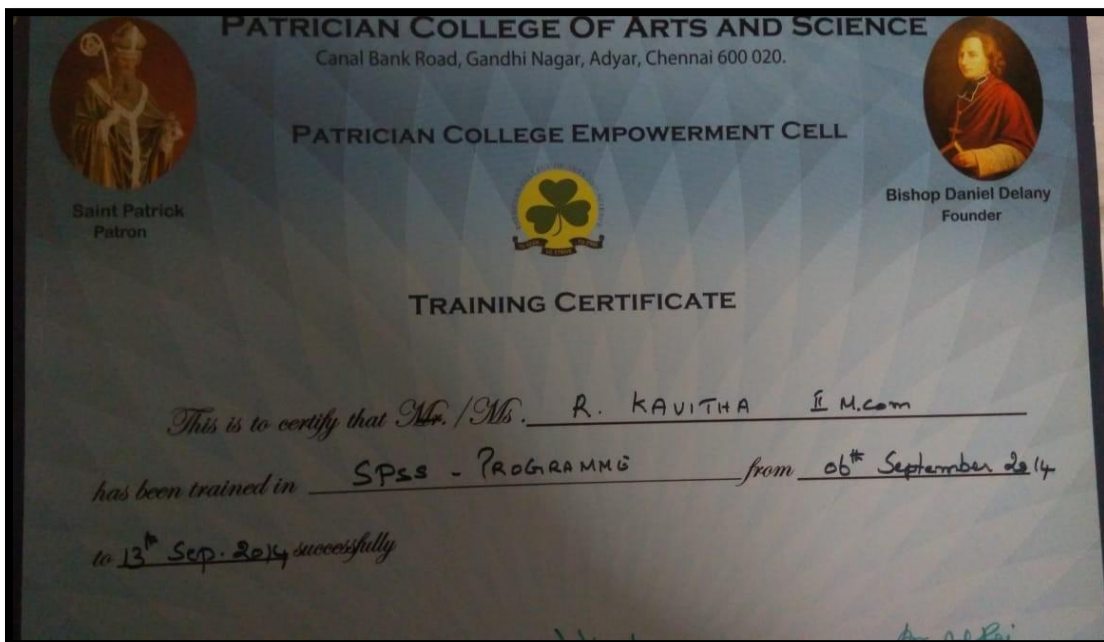 PATRICIAN COLLEGE OF ARTS AND SCIENCE
Canal Bank Road, Gandhi Nagar, Adyar, Chennai 600 020.
PATRICIAN COLLEGE EMPOWERMENT CELL
Saint Patrick
Patron
Bishop Daniel Delany
Founder
TRAINING CERTIFICATE
This is to certify that Mr./Ms. R. KAVITHA II M.com
has been trained in SPSS - PROGRAMME from 06th September 2014
to 13th Sep. 2014 successfully